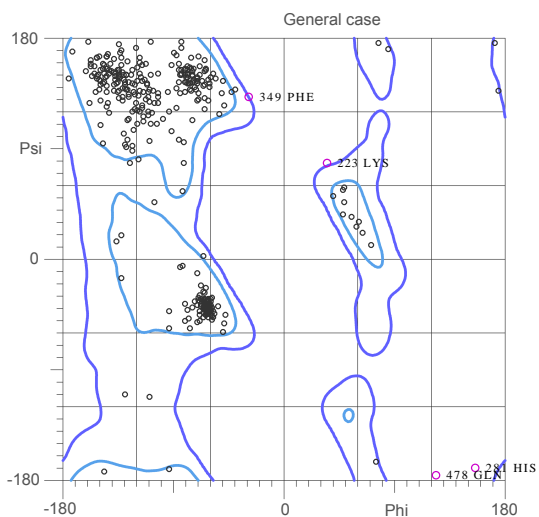 General case
180
349 PHE
Psi
223 LYS
0
281 HIS
478 GLN
-180
-180
0
Phi
180